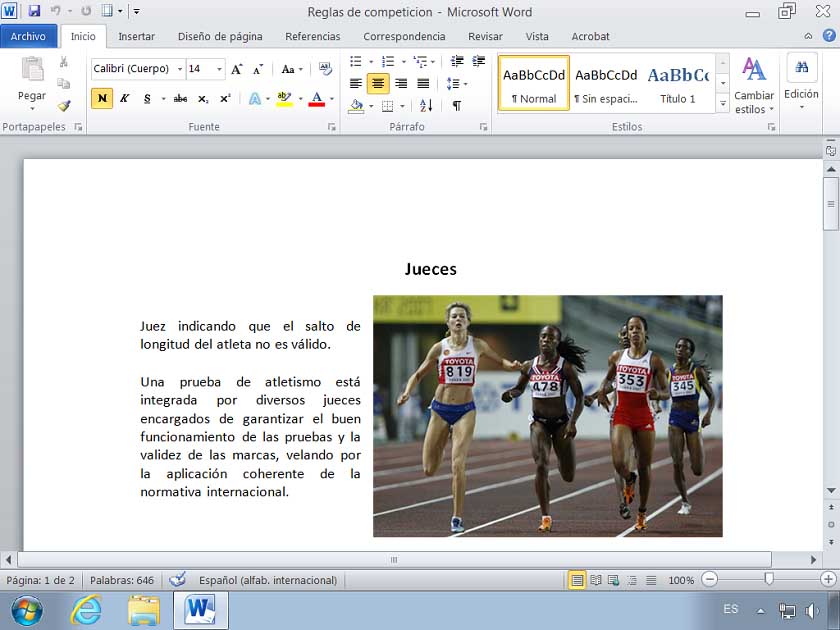 Reglas de competicion - Microsoft Word
Archivo Inicio Insertar Diseño de página Referencias Correspondencia Revisar Vista Acrobat
Calibri (Cuerpo) 14 A A Aa
Pegar
N K S abc x₂ x² A ab A
AaBbCcDd AaBbCcDd AaBbCc
¶ Normal ¶ Sin espaci... Título 1
Cambiar estilos
Edición
Portapapeles Fuente Párrafo Estilos
Jueces
Juez indicando que el salto de
longitud del atleta no es válido.
Una prueba de atletismo está
integrada por diversos jueces
encargados de garantizar el buen
funcionamiento de las pruebas y la
validez de las marcas, velando por
la aplicación coherente de la
normativa internacional.
TOYOTA
819
TOYOTA
478
TOYOTA
353
TOYOTA
345
Página: 1 de 2 Palabras: 646 Español (alfab. internacional) 100%
ES